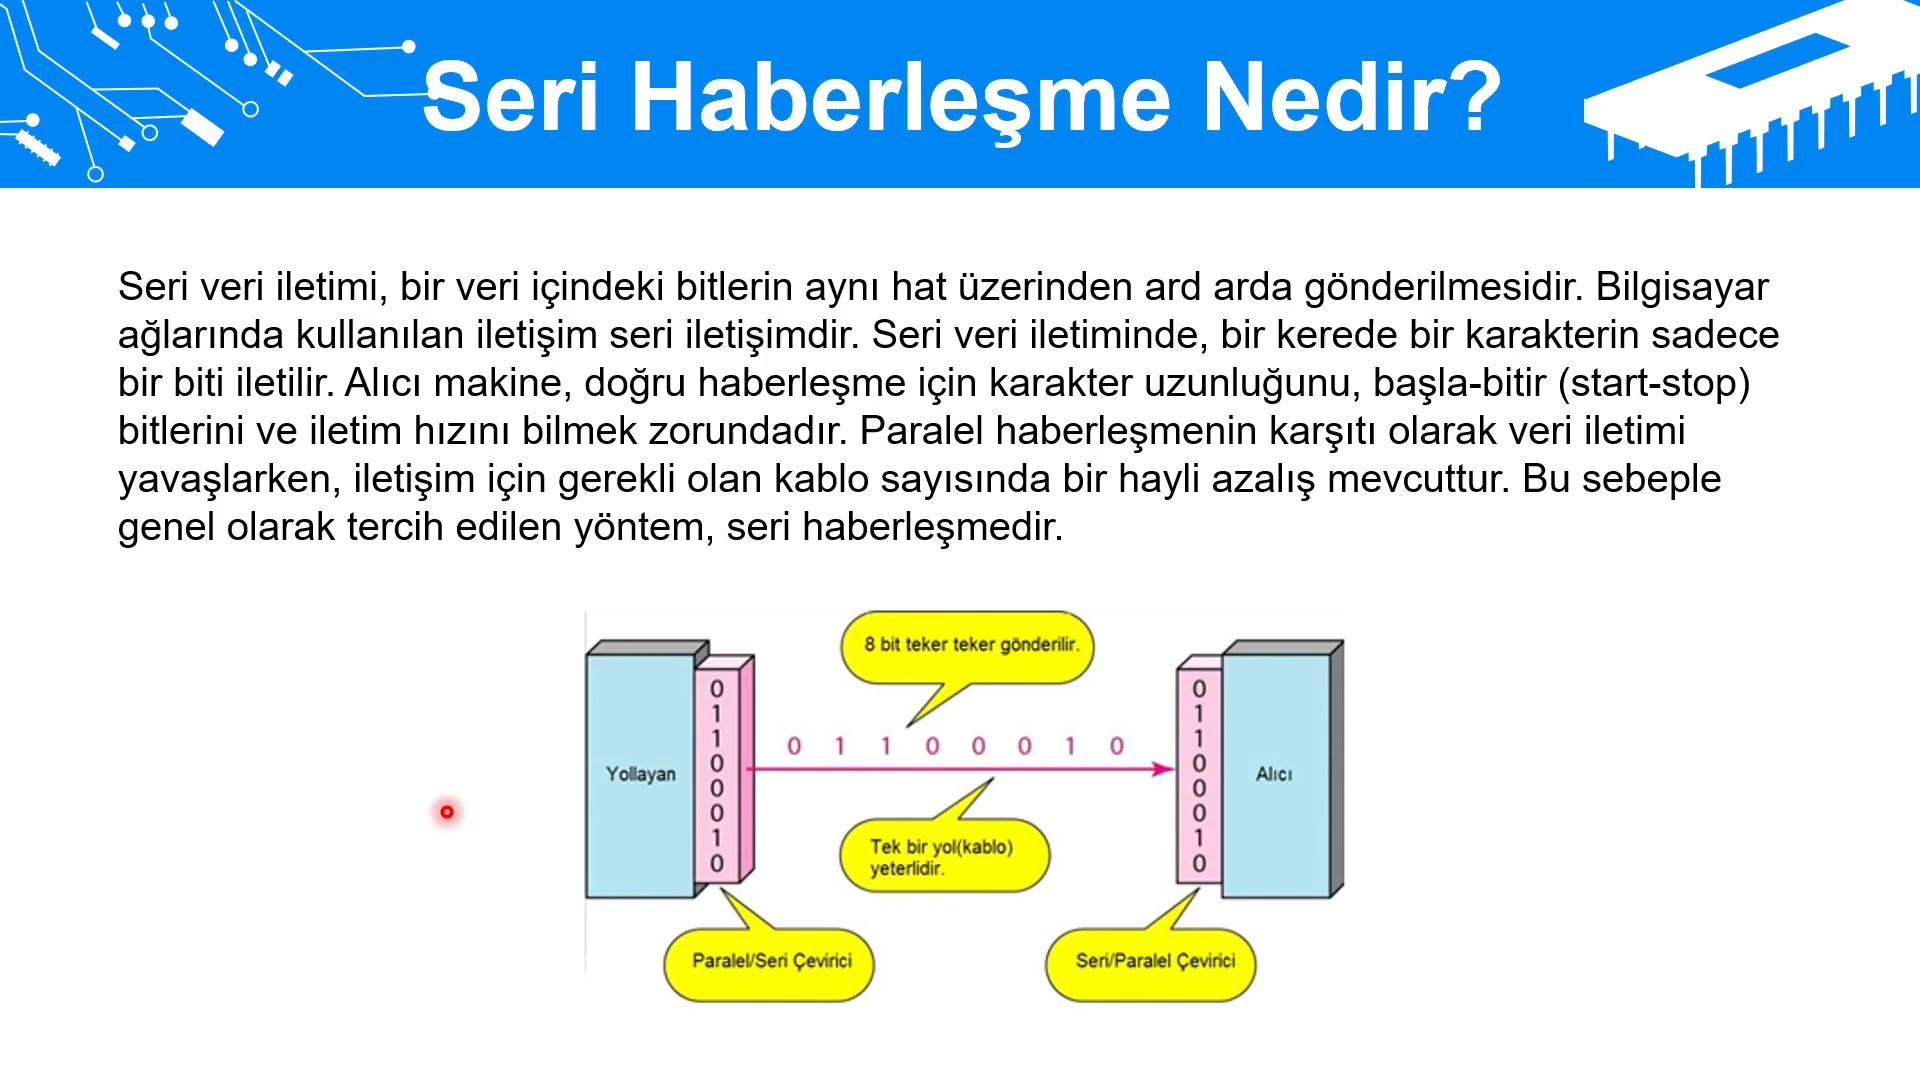 Seri Haberleşme Nedir?
Seri veri iletimi, bir veri içindeki bitlerin aynı hat üzerinden ard arda gönderilmesidir. Bilgisayar
ağlarında kullanılan iletişim seri iletişimdir. Seri veri iletiminde, bir kerede bir karakterin sadece
bir biti iletilir. Alıcı makine, doğru haberleşme için karakter uzunluğunu, başla-bitir (start-stop)
bitlerini ve iletim hızını bilmek zorundadır. Paralel haberleşmenin karşıtı olarak veri iletimi
yavaşlarken, iletişim için gerekli olan kablo sayısında bir hayli azalış mevcuttur. Bu sebeple
genel olarak tercih edilen yöntem, seri haberleşmedir.
8 bit teker teker gönderilir.
Yollayan
0
1
1
0
0
0
1
0
0 1 1 0 0 0 1 0
0
1
1
0
0
0
1
0
Alıcı
Tek bir yol(kablo)
yeterlidir.
Paralel/Seri Çevirici
Seri/Paralel Çevirici